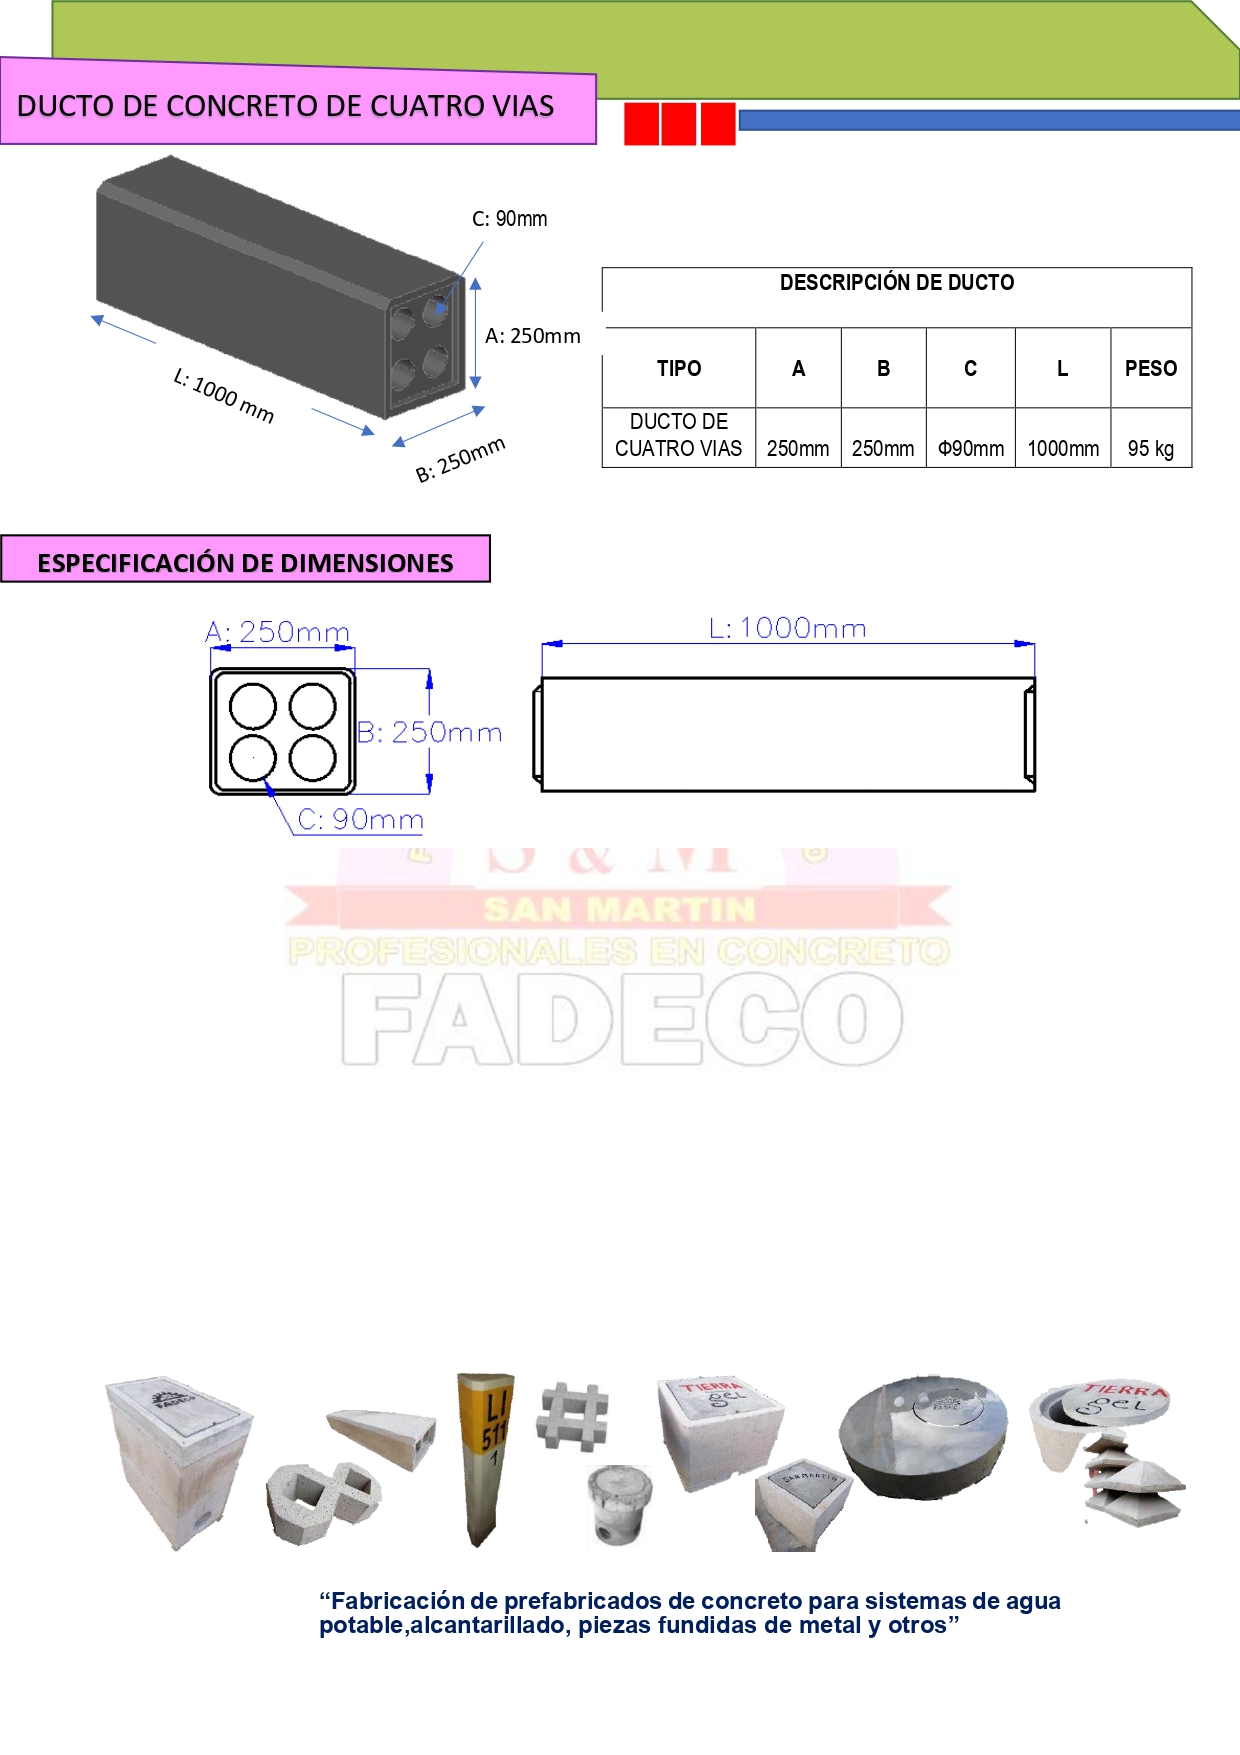 DUCTO DE CONCRETO DE CUATRO VIAS
C: 90mm
A: 250mm
L: 1000 mm
B: 250mm
DESCRIPCIÓN DE DUCTO
TIPO A B C L PESO
DUCTO DE
CUATRO VIAS 250mm 250mm Φ90mm 1000mm 95 kg
ESPECIFICACIÓN DE DIMENSIONES
A: 250mm
L: 1000mm
B: 250mm
C: 90mm
S & M
SAN MARTIN
PROFESIONALES EN CONCRETO
FADECO
FADECO
LI
511
1
TIERRA
gel
SAN MARTIN
TIERRA
gel
“Fabricación de prefabricados de concreto para sistemas de agua
potable,alcantarillado, piezas fundidas de metal y otros”